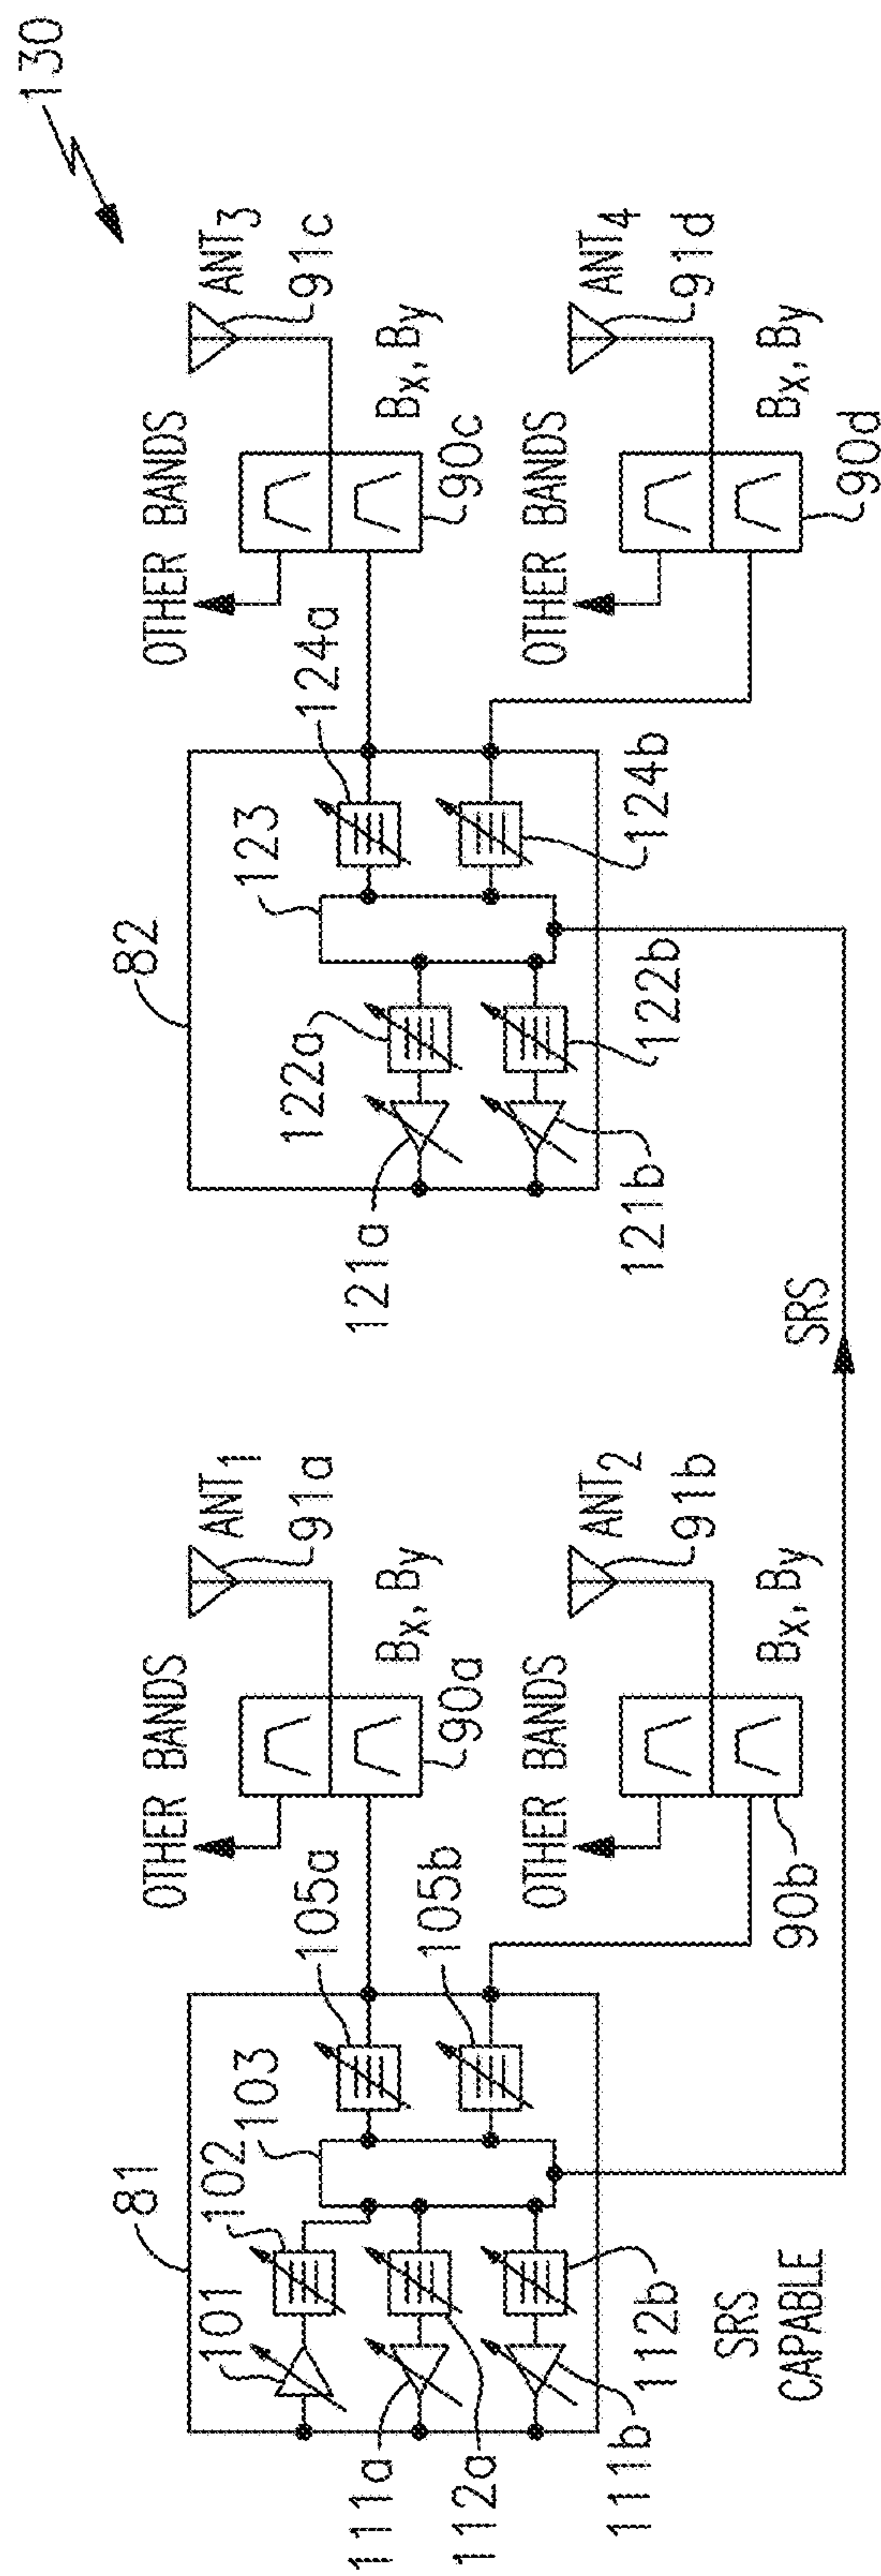 130
81
101
102
103
105a
105b
111a
112a
111b
112b
SRS
CAPABLE
OTHER BANDS
ANT1
91a
Bx, By
90a
OTHER BANDS
ANT2
91b
Bx, By
90b
SRS
82
123
124a
124b
122a
122b
121a
121b
OTHER BANDS
ANT3
91c
Bx, By
90c
OTHER BANDS
ANT4
91d
Bx, By
90d